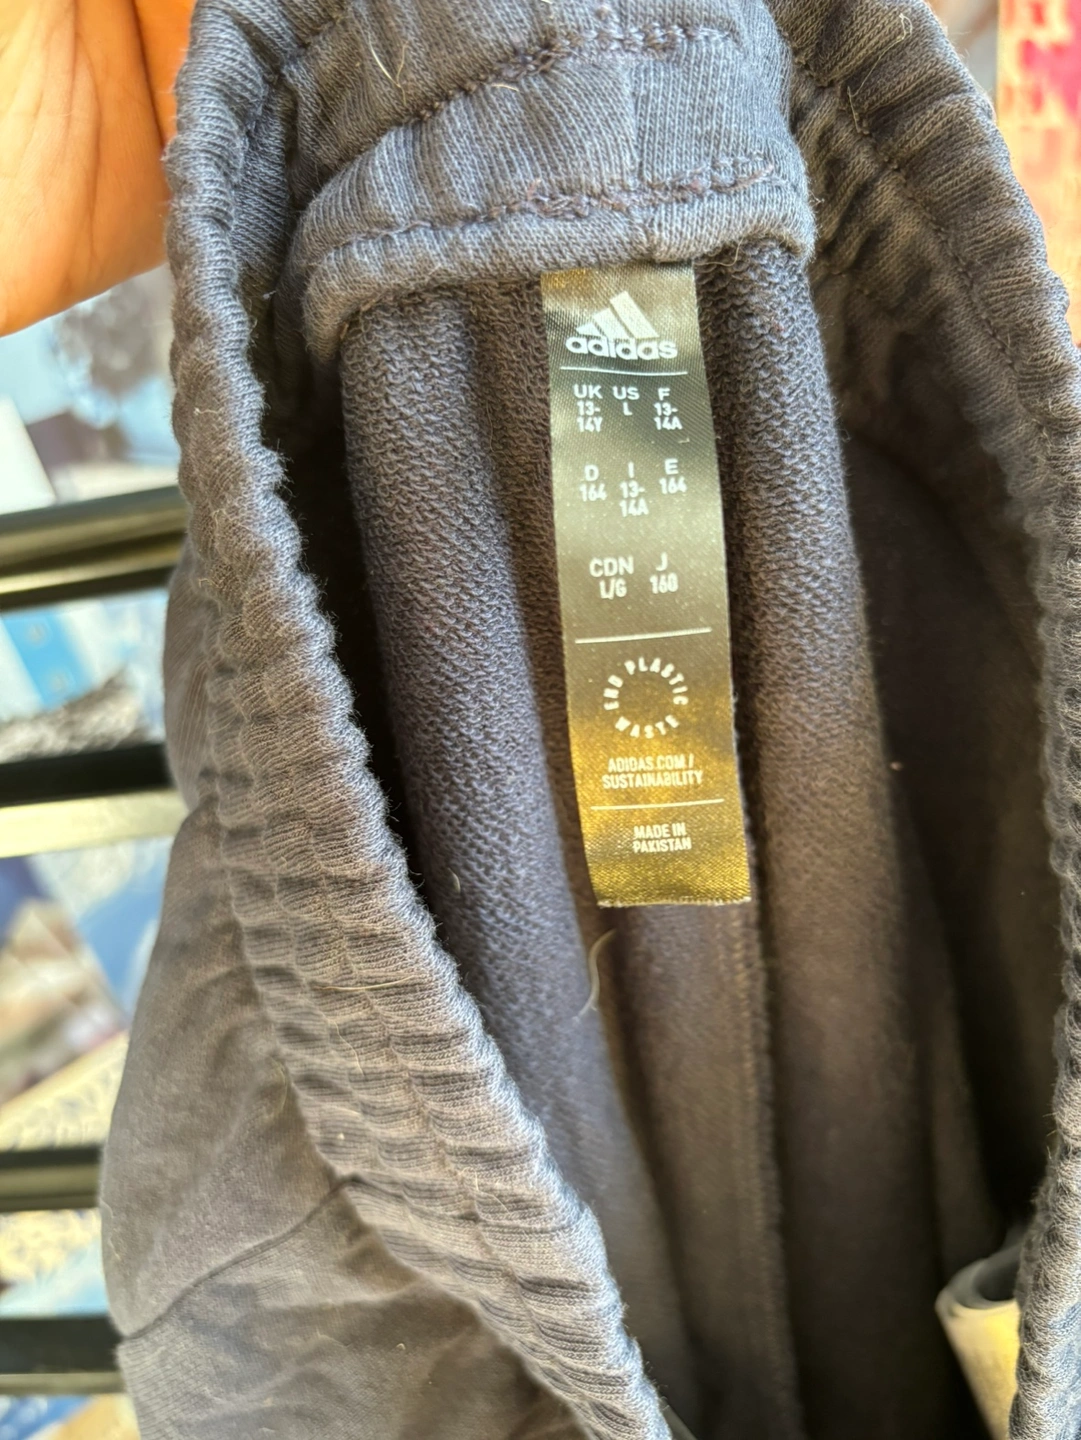 adidas
UK US F
13- L 13-
14Y 14A
D I E
164 13- 164
14A
CDN J
L/G 160
END PLASTIC WASTE
ADIDAS.COM/
SUSTAINABILITY
MADE IN
PAKISTAN